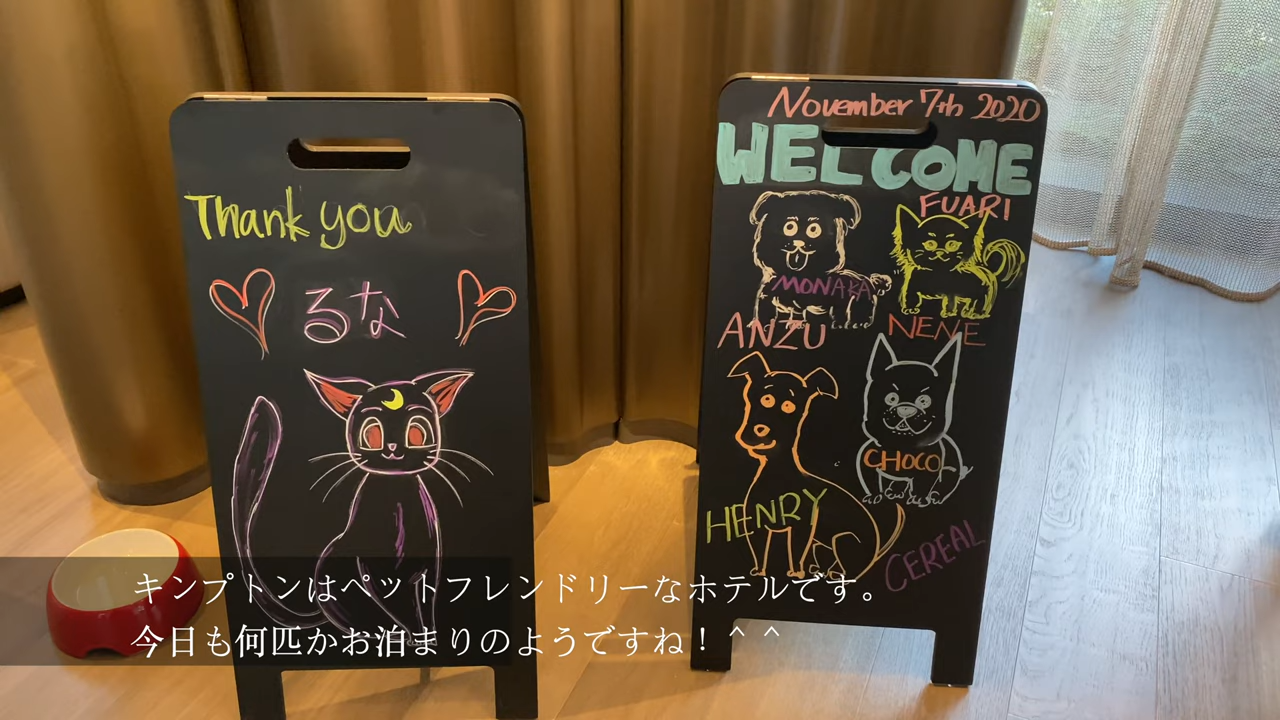 Thank you
るな
November 7th 2020
WELCOME
FUARI
MONAKA
ANZU
NENE
CHOCO
HENRY
CEREAL
キンプトンはペットフレンドリーなホテルです。
今日も何匹かお泊まりのようですね！＾＾